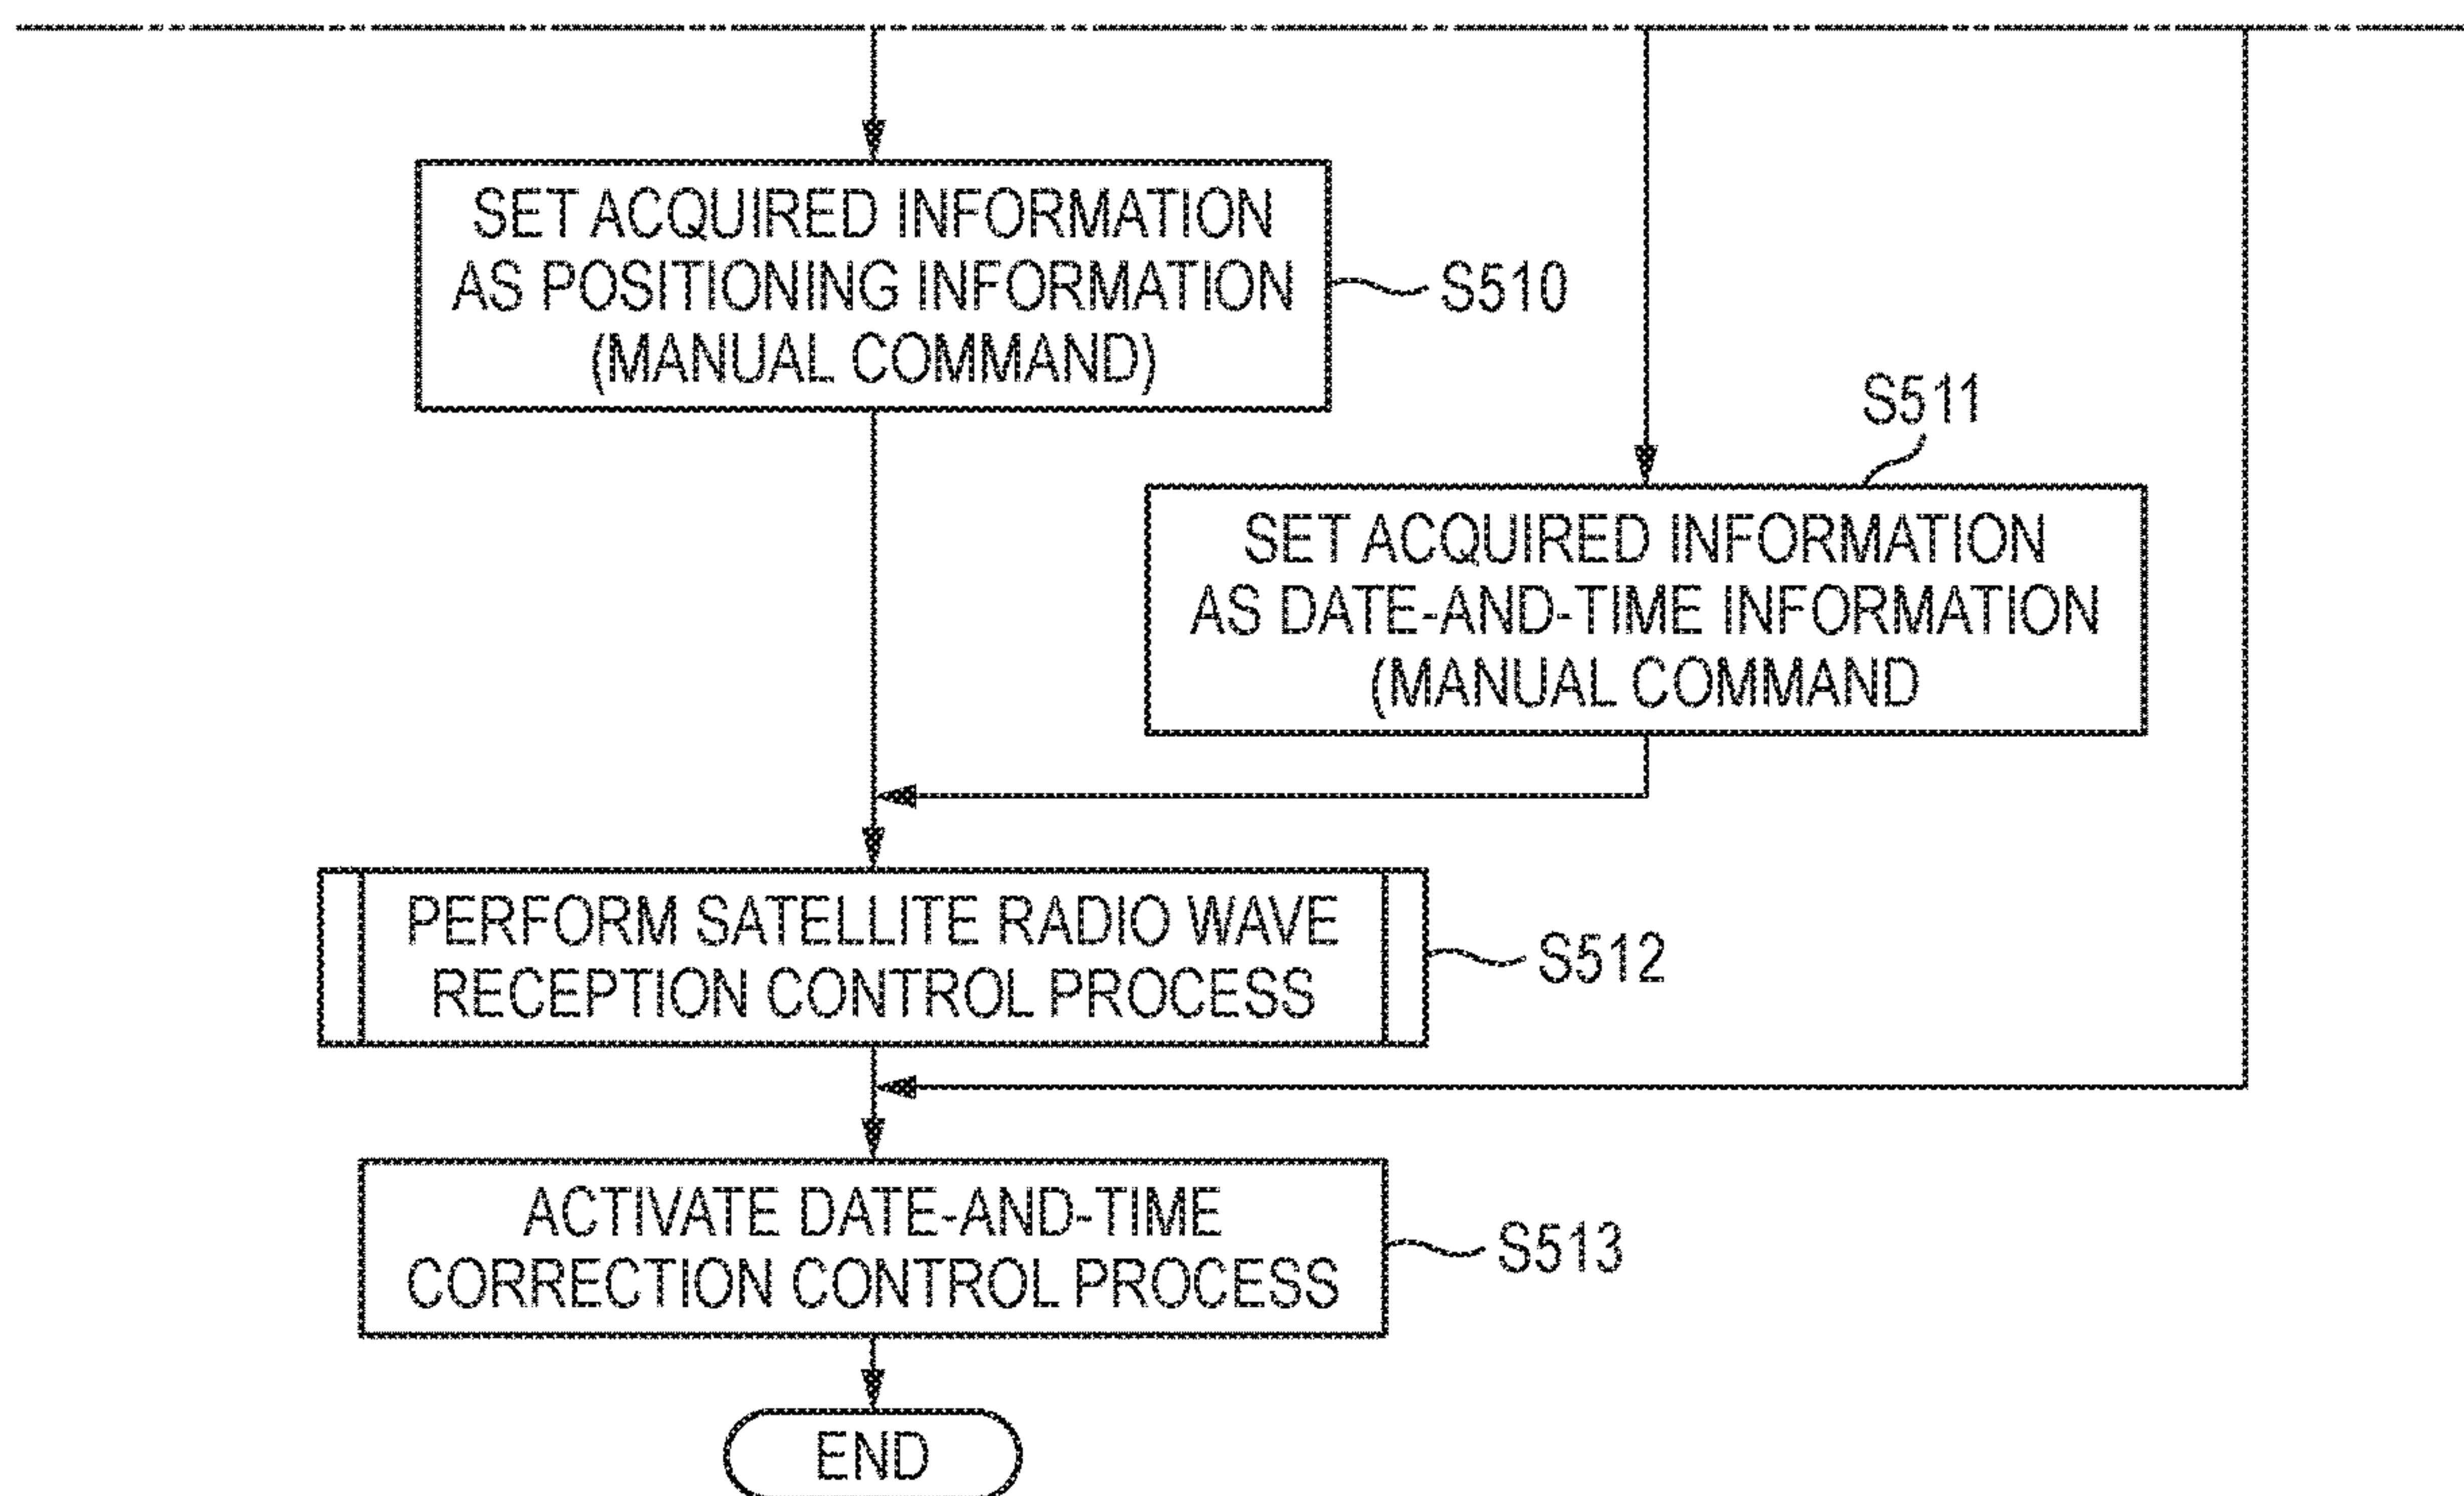 SET ACQUIRED INFORMATION
AS POSITIONING INFORMATION
(MANUAL COMMAND)
S510
S511
SET ACQUIRED INFORMATION
AS DATE-AND-TIME INFORMATION
(MANUAL COMMAND
PERFORM SATELLITE RADIO WAVE
RECEPTION CONTROL PROCESS
S512
ACTIVATE DATE-AND-TIME
CORRECTION CONTROL PROCESS
S513
END